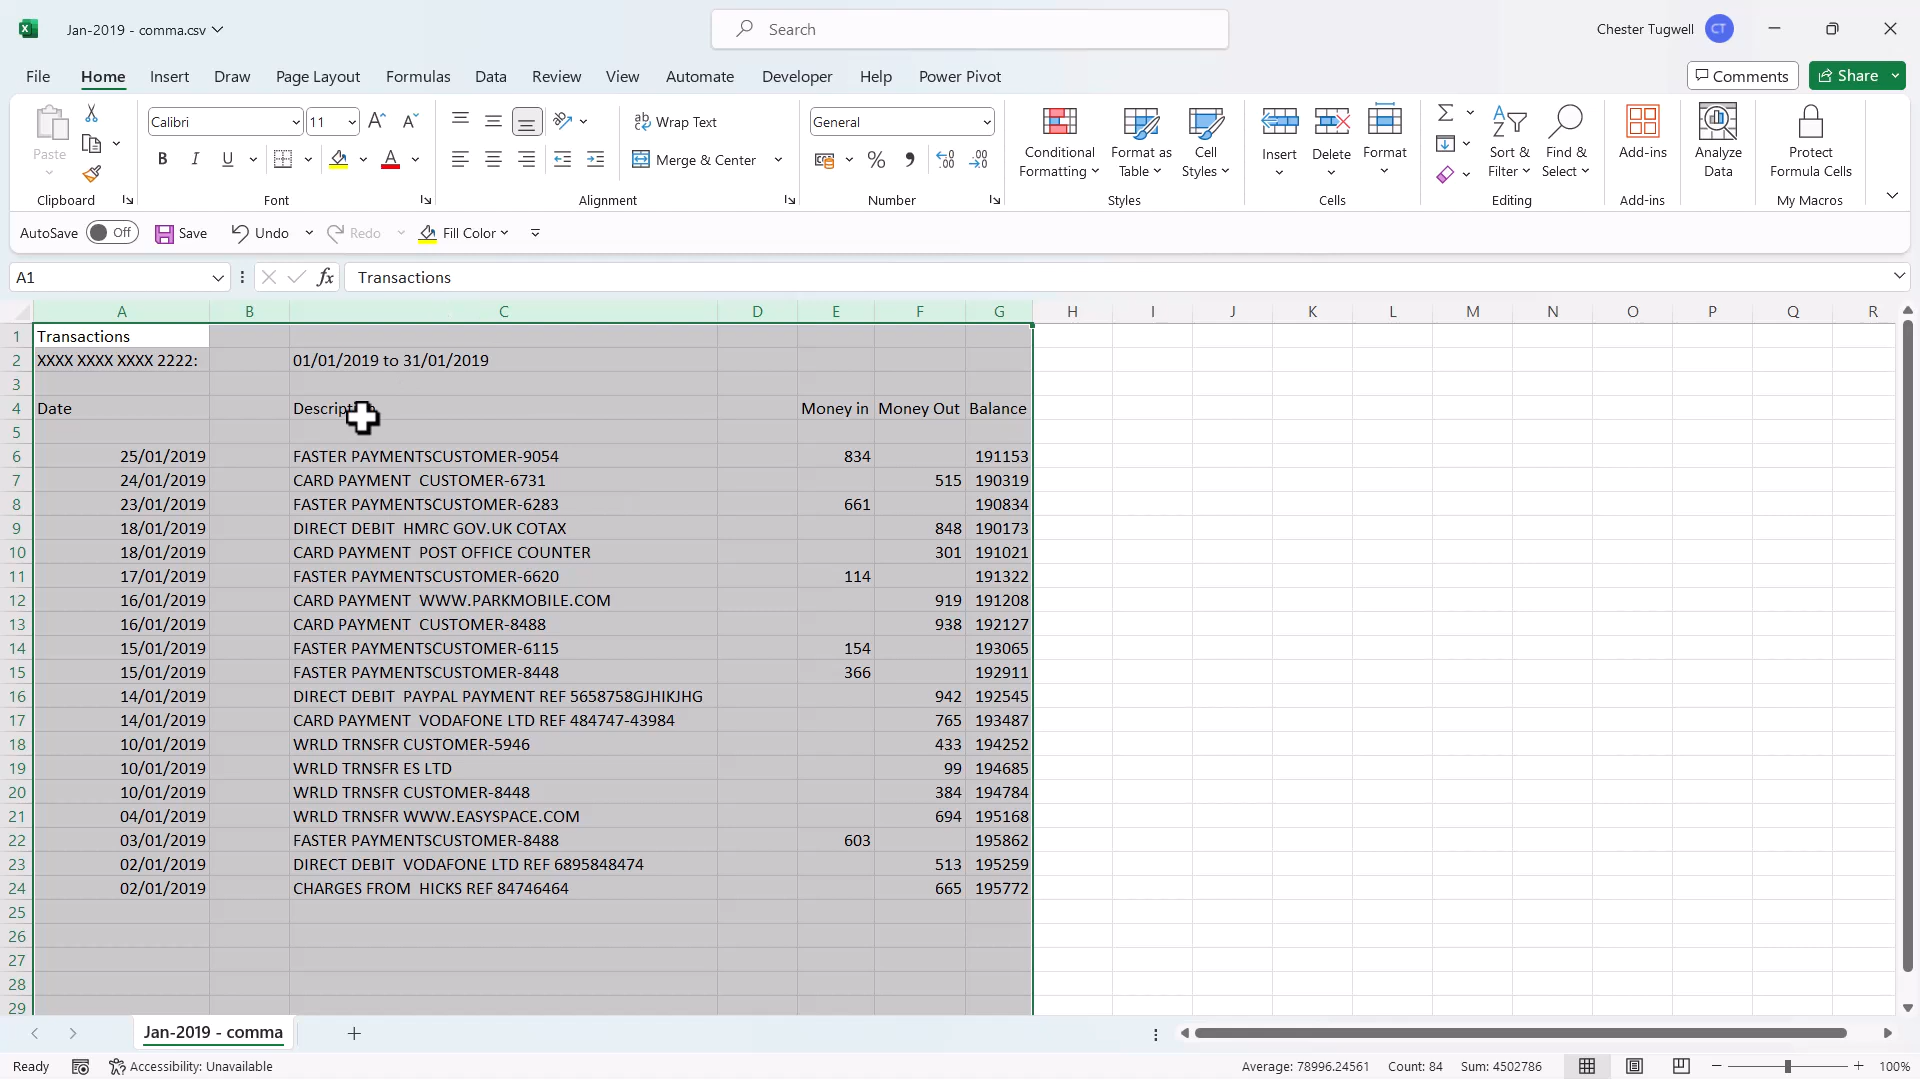 Jan-2019 - comma.csv
Search
Chester Tugwell CT
File Home Insert Draw Page Layout Formulas Data Review View Automate Developer Help Power Pivot
Comments Share
Paste
Clipboard
Calibri 11
B I U A
Font
Wrap Text
Merge & Center
Alignment
General
Number
Conditional Formatting
Format as Table
Cell Styles
Styles
Insert Delete Format
Cells
Sort & Filter
Find & Select
Editing
Add-ins
Add-ins
Analyze Data
Protect Formula Cells
My Macros
AutoSave Off Save Undo Redo Fill Color
A1 fx Transactions
A B C D E F G H I J K L M N O P Q R
1 Transactions
2 XXXX XXXX XXXX 2222: 01/01/2019 to 31/01/2019
3
4 Date Money in Money Out Balance
5
6 25/01/2019 FASTER PAYMENTSCUSTOMER-9054 834 191153
7 24/01/2019 CARD PAYMENT  CUSTOMER-6731 515 190319
8 23/01/2019 FASTER PAYMENTSCUSTOMER-6283 661 190834
9 18/01/2019 DIRECT DEBIT  HMRC GOV.UK COTAX 848 190173
10 18/01/2019 CARD PAYMENT  POST OFFICE COUNTER 301 191021
11 17/01/2019 FASTER PAYMENTSCUSTOMER-6620 114 191322
12 16/01/2019 CARD PAYMENT  WWW.PARKMOBILE.COM 919 191208
13 16/01/2019 CARD PAYMENT  CUSTOMER-8488 938 192127
14 15/01/2019 FASTER PAYMENTSCUSTOMER-6115 154 193065
15 15/01/2019 FASTER PAYMENTSCUSTOMER-8448 366 192911
16 14/01/2019 DIRECT DEBIT  PAYPAL PAYMENT REF 5658758GJHIKJHG 942 192545
17 14/01/2019 CARD PAYMENT  VODAFONE LTD REF 484747-43984 765 193487
18 10/01/2019 WRLD TRNSFR CUSTOMER-5946 433 194252
19 10/01/2019 WRLD TRNSFR ES LTD 99 194685
20 10/01/2019 WRLD TRNSFR CUSTOMER-8448 384 194784
21 04/01/2019 WRLD TRNSFR WWW.EASYSPACE.COM 694 195168
22 03/01/2019 FASTER PAYMENTSCUSTOMER-8488 603 195862
23 02/01/2019 DIRECT DEBIT  VODAFONE LTD REF 6895848474 513 195259
24 02/01/2019 CHARGES FROM  HICKS REF 84746464 665 195772
25
26
27
28
29
Jan-2019 - comma
Ready Accessibility: Unavailable Average: 78996.24561 Count: 84 Sum: 4502786 100%